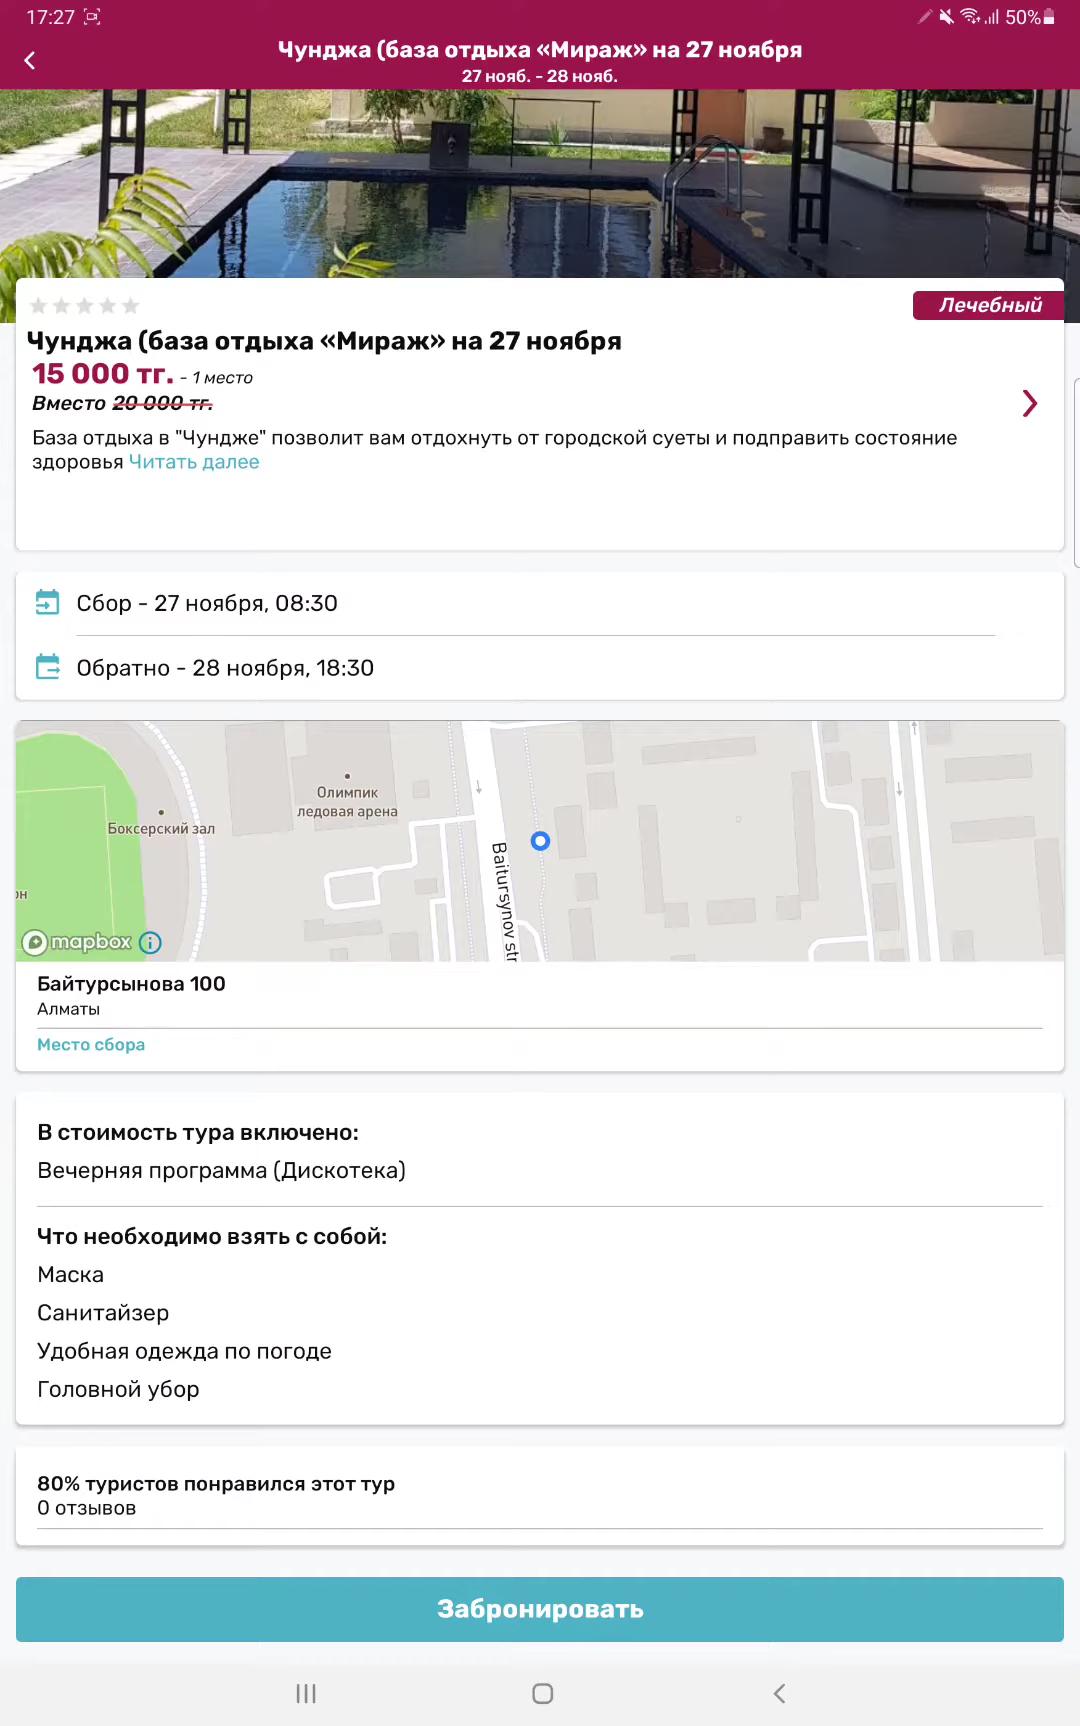 17:27
50%
Чунджа (база отдыха «Мираж» на 27 ноября
27 нояб. - 28 нояб.
Лечебный
Чунджа (база отдыха «Мираж» на 27 ноября
15 000 тг. - 1 место
Вместо 20 000 тг.
База отдыха в "Чундже" позволит вам отдохнуть от городской суеты и подправить состояние
здоровья Читать далее
Сбор - 27 ноября, 08:30
Обратно - 28 ноября, 18:30
Олимпик
ледовая арена
Боксерский зал
он
Baitursynov str
mapbox
Байтурсынова 100
Алматы
Место сбора
В стоимость тура включено:
Вечерняя программа (Дискотека)
Что необходимо взять с собой:
Маска
Санитайзер
Удобная одежда по погоде
Головной убор
80% туристов понравился этот тур
0 отзывов
Забронировать